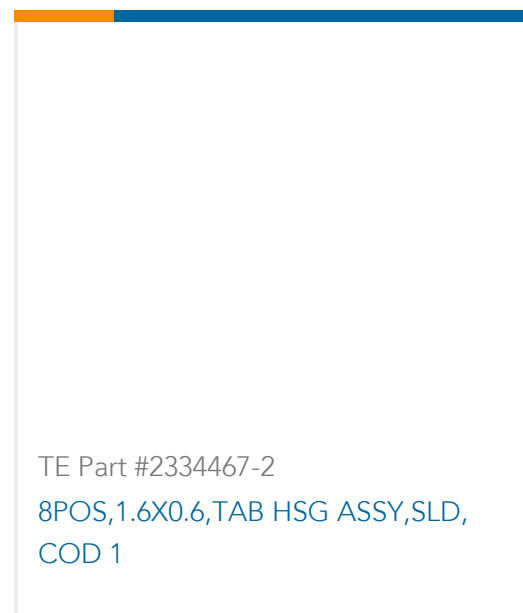 TE Part #2334467-2
8POS,1.6X0.6,TAB HSG ASSY,SLD,
COD 1